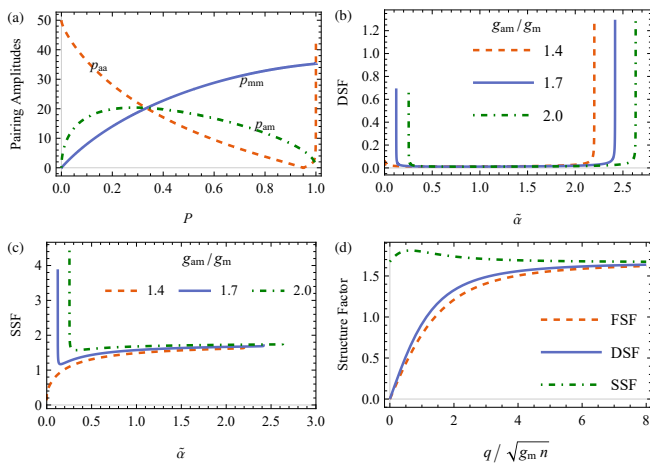 (a)
50
40
30
20
10
0
Pairing Amplitudes
p_aa
p_mm
p_am
0.0 0.2 0.4 0.6 0.8 1.0
P
(b)
g_am/g_m
1.4
1.7
2.0
1.2
1.0
0.8
0.6
0.4
0.2
0.0
DSF
0.0 0.5 1.0 1.5 2.0 2.5
α̃
(c)
g_am/g_m
1.4 1.7 2.0
4
3
2
1
0
SSF
0.0 0.5 1.0 1.5 2.0 2.5 3.0
α̃
(d)
1.5
1.0
0.5
0.0
Structure Factor
FSF
DSF
SSF
0 2 4 6 8
q / √g_m n